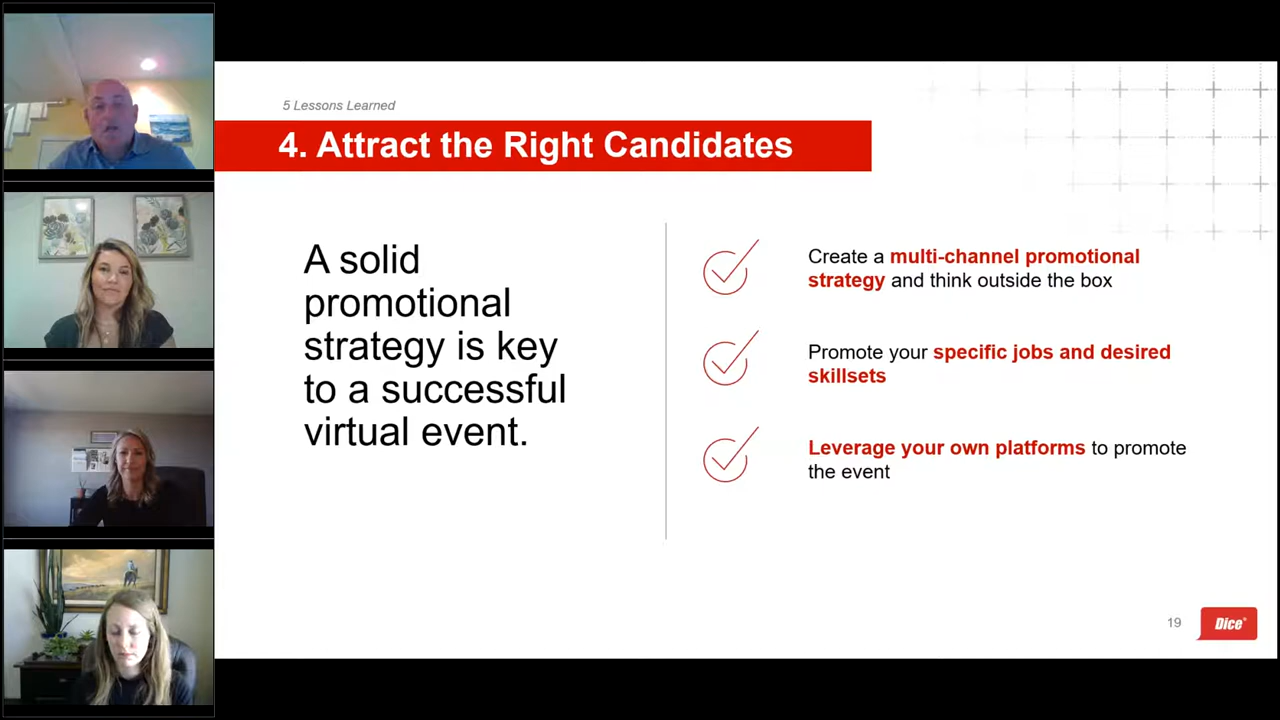 5 Lessons Learned
4. Attract the Right Candidates
A solid
promotional
strategy is key
to a successful
virtual event.
Create a multi-channel promotional
strategy and think outside the box
Promote your specific jobs and desired
skillsets
Leverage your own platforms to promote
the event
19
Dice®